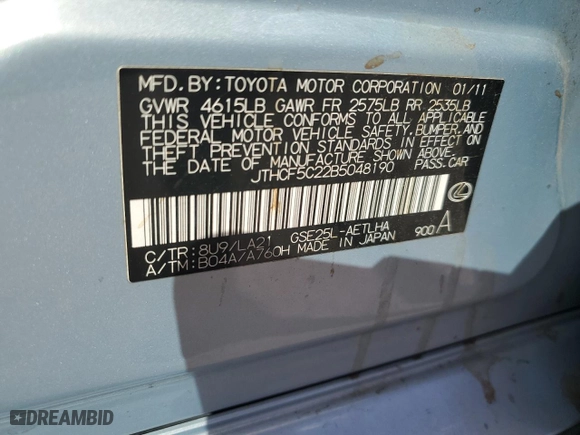 MFD. BY: TOYOTA MOTOR CORPORATION 01/11
GVWR 4615LB GAWR FR 2575LB RR 2535LB
THIS VEHICLE CONFORMS TO ALL APPLICABLE
FEDERAL MOTOR VEHICLE SAFETY, BUMPER, AND
THEFT PREVENTION STANDARDS IN EFFECT ON
THE DATE OF MANUFACTURE SHOWN ABOVE.
JTHCF5C22B5048190 PASS. CAR
C/TR: 8U9/LA21 GSE25L-AETLHA
A/TM: B04A/A760H MADE IN JAPAN 900 A
DREAMBID